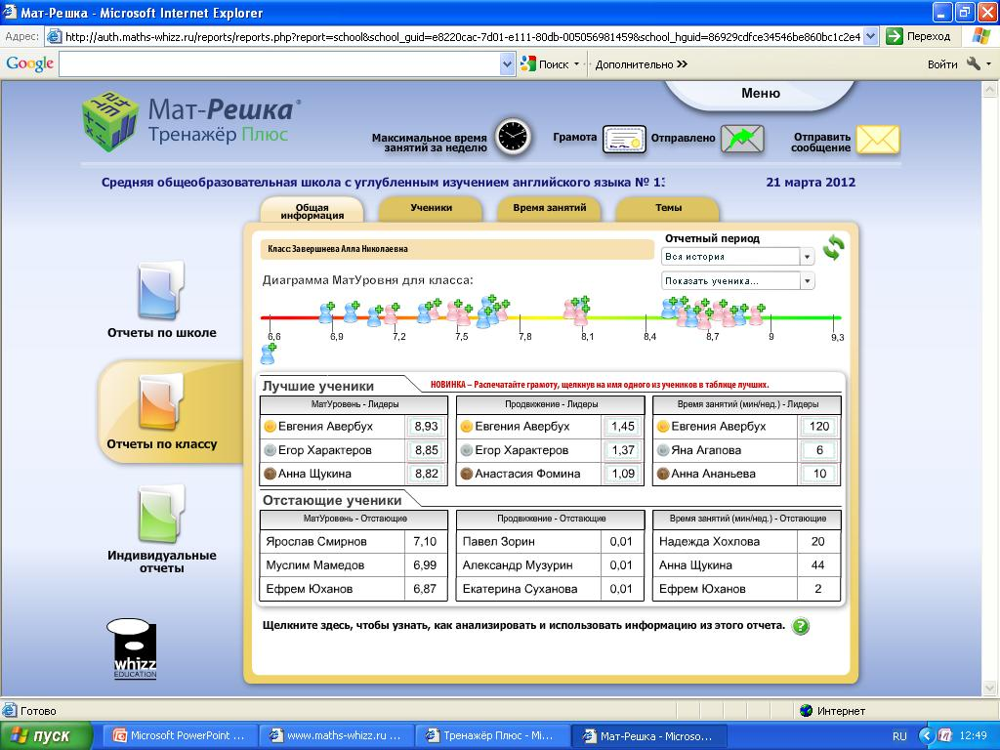 Мат-Решка - Microsoft Internet Explorer
Адрес: http://auth.maths-whizz.ru/reports/reports.php?report=school&school_guid=e8220cac-7d01-e111-80db-005056981459&school_hguid=86929cdfce34546be860bc1c2e4 Переход
Google Поиск Дополнительно >> Войти
Меню
Мат-Решка®
Тренажёр Плюс
Максимальное время занятий за неделю
Грамота
Отправлено
Отправить сообщение
Средняя общеобразовательная школа с углубленным изучением английского языка № 13
21 марта 2012
Общая информация
Ученики
Время занятий
Темы
Класс: Завершнева Алла Николаевна
Отчетный период
Вся история
Показать ученика...
Диаграмма МатУровня для класса:
6,6 6,9 7,2 7,5 7,8 8,1 8,4 8,7 9 9,3
Отчеты по школе
Отчеты по классу
Индивидуальные отчеты
Лучшие ученики
НОВИНКА – Распечатайте грамоту, щелкнув на имя одного из учеников в таблице лучших.
МатУровень - Лидеры Продвижение - Лидеры Время занятий (мин/нед.) - Лидеры
Евгения Авербух 8,93 Евгения Авербух 1,45 Евгения Авербух 120
Егор Характеров 8,85 Егор Характеров 1,37 Яна Агапова 6
Анна Щукина 8,82 Анастасия Фомина 1,09 Анна Ананьева 10
Отстающие ученики
МатУровень - Отстающие Продвижение - Отстающие Время занятий (мин/нед.) - Отстающие
Ярослав Смирнов 7,10 Павел Зорин 0,01 Надежда Хохлова 20
Муслим Мамедов 6,99 Александр Музурин 0,01 Анна Щукина 44
Ефрем Юханов 6,87 Екатерина Суханова 0,01 Ефрем Юханов 2
Щелкните здесь, чтобы узнать, как анализировать и использовать информацию из этого отчета. ?
whizz
EDUCATION
Готово
Интернет
пуск Microsoft PowerPoint ... www.maths-whizz.ru ... Тренажёр Плюс - Mi... Мат-Решка - Microso... RU 12:49